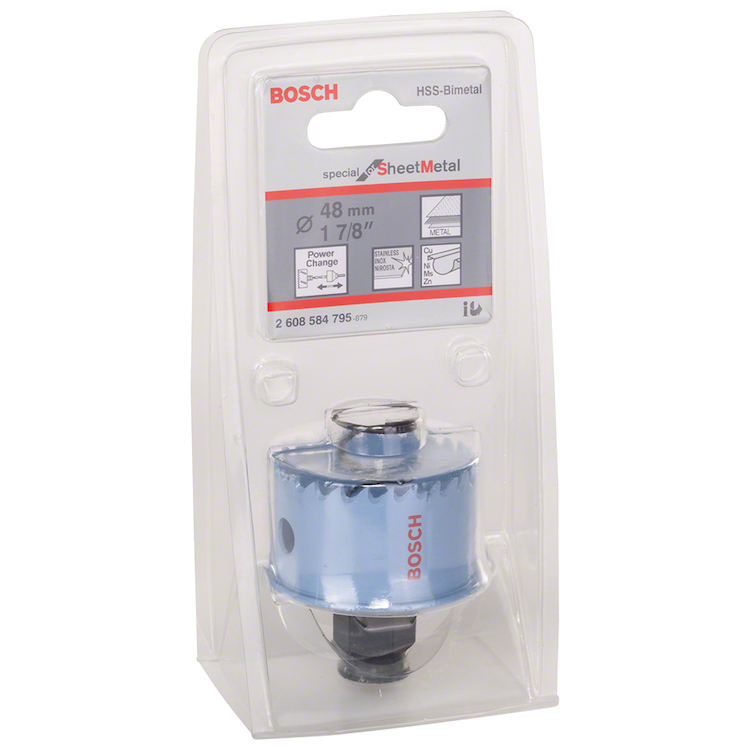 BOSCH
HSS-Bimetal
special for SheetMetal
Ø 48 mm
1 7/8"
METAL
Power
Change
STAINLESS
INOX
NIROSTA
Cu
Ni
Ms
Zn
2 608 584 795-879
BOSCH